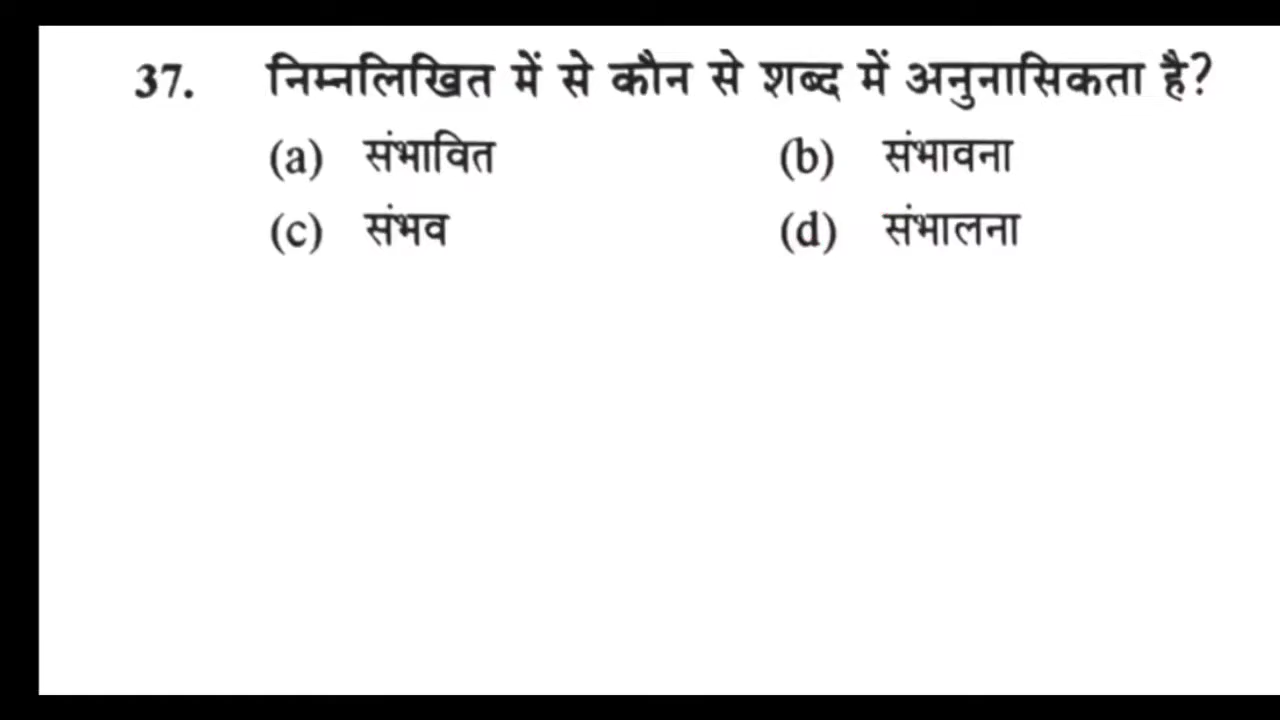 37. निम्नलिखित में से कौन से शब्द में अनुनासिकता है?
(a) संभावित (b) संभावना
(c) संभव (d) संभालना